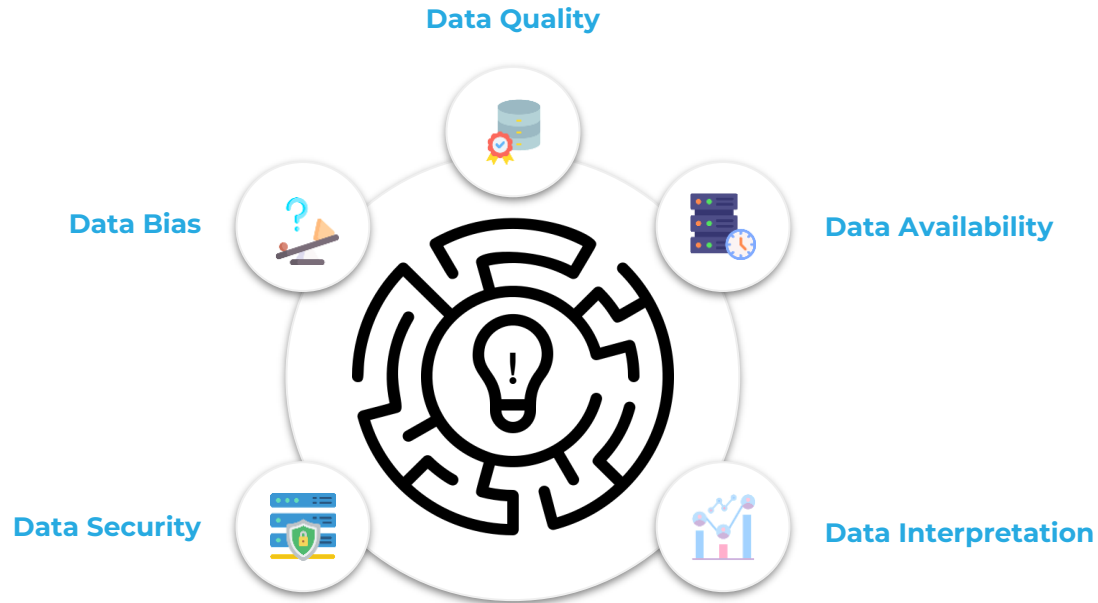 Data Quality
Data Bias
Data Availability
!
Data Security
Data Interpretation